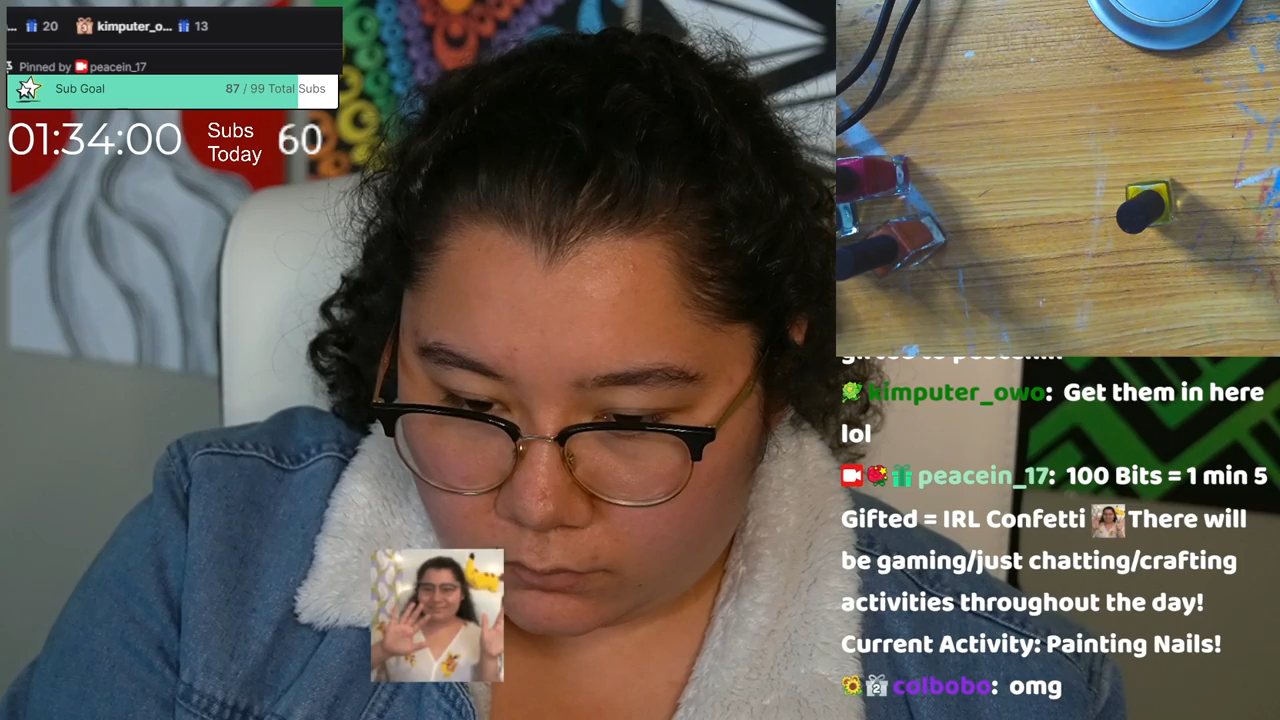 ... 20 kimputer_o... 13
Pinned by peacein_17
Sub Goal 87 / 99 Total Subs
01:34:00 Subs Today 60
kimputer_owo: Get them in here
lol
peacein_17: 100 Bits = 1 min 5
Gifted = IRL Confetti There will
be gaming/just chatting/crafting
activities throughout the day!
Current Activity: Painting Nails!
2 calbobo: omg